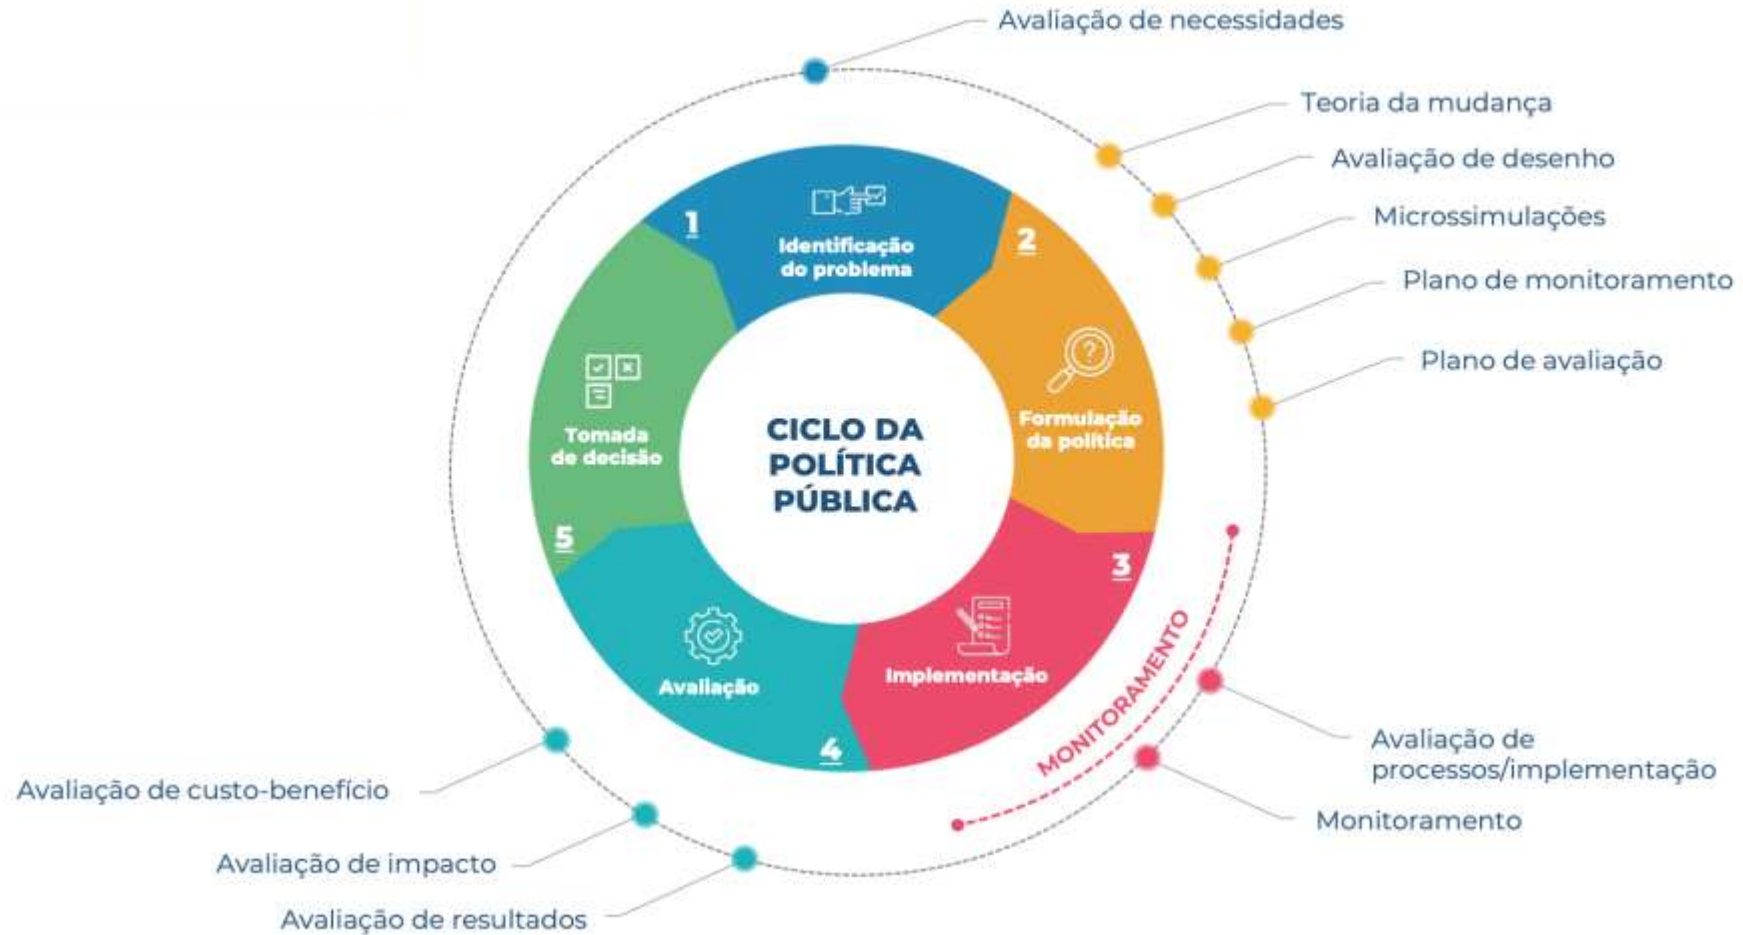 Avaliação de necessidades
Teoria da mudança
Avaliação de desenho
Microssimulações
Plano de monitoramento
Plano de avaliação
1
Identificação
do problema
2
Formulação
da política
CICLO DA
POLÍTICA
PÚBLICA
Tomada
de decisão
5
3
Implementação
MONITORAMENTO
Avaliação
4
Avaliação de
processos/implementação
Monitoramento
Avaliação de custo-benefício
Avaliação de impacto
Avaliação de resultados